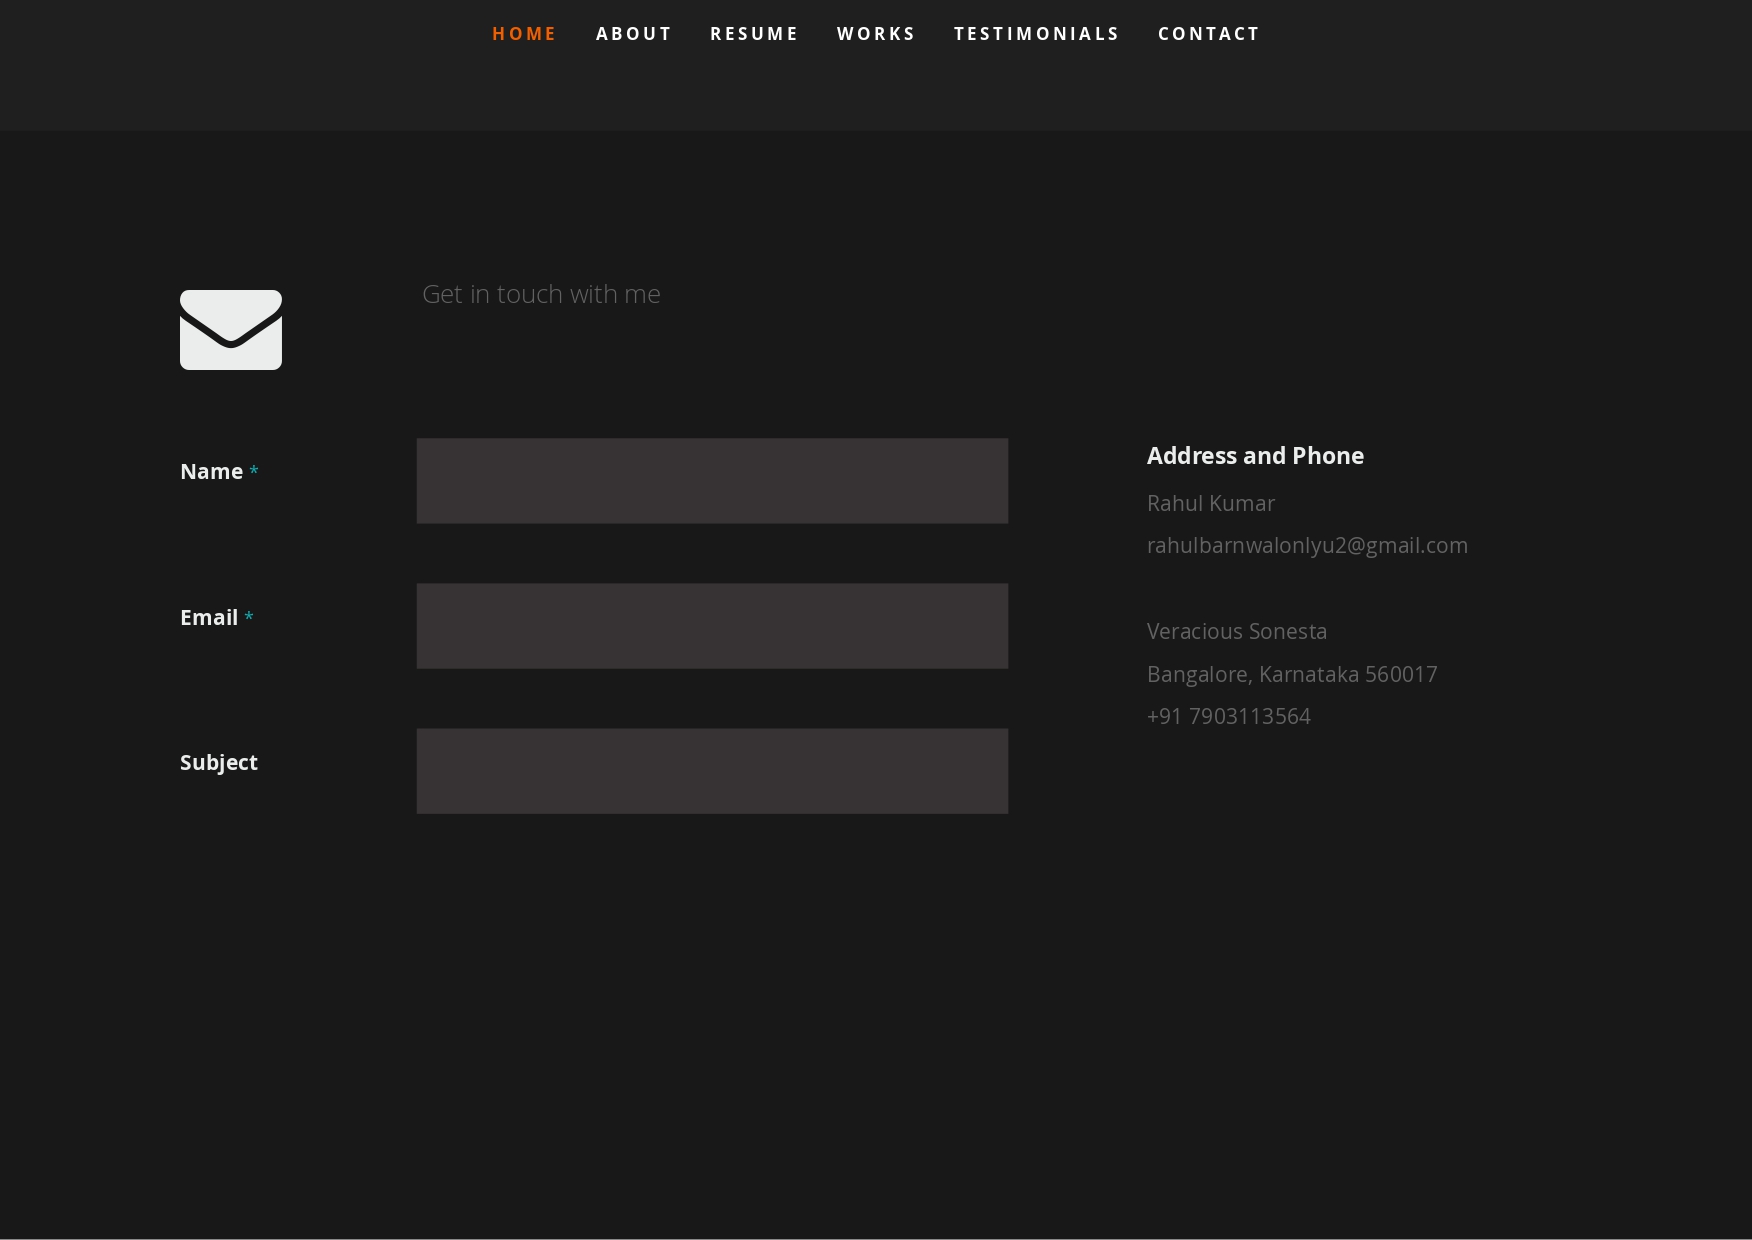 HOME ABOUT RESUME WORKS TESTIMONIALS CONTACT
Get in touch with me
Name *
Email *
Subject
Address and Phone
Rahul Kumar
rahulbarnwalonlyu2@gmail.com
Veracious Sonesta
Bangalore, Karnataka 560017
+91 7903113564